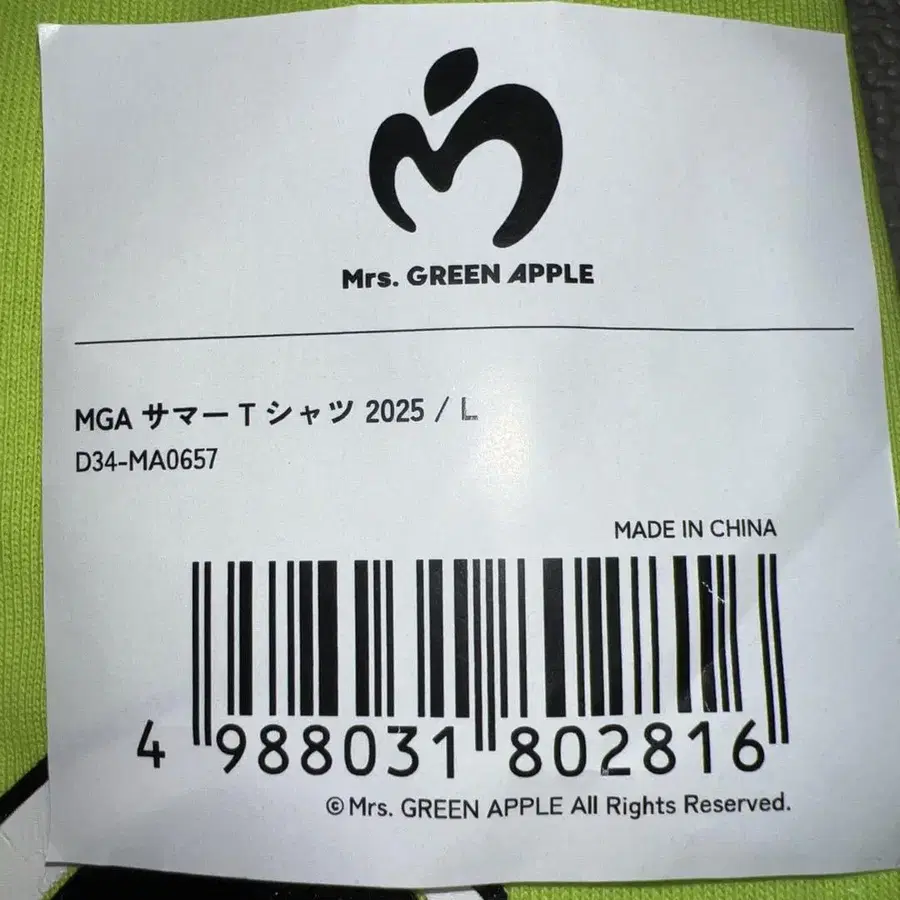 Mrs. GREEN APPLE
MGA サマー T シャツ 2025 / L
D34-MA0657
MADE IN CHINA
4 988031 802816
©Mrs. GREEN APPLE All Rights Reserved.